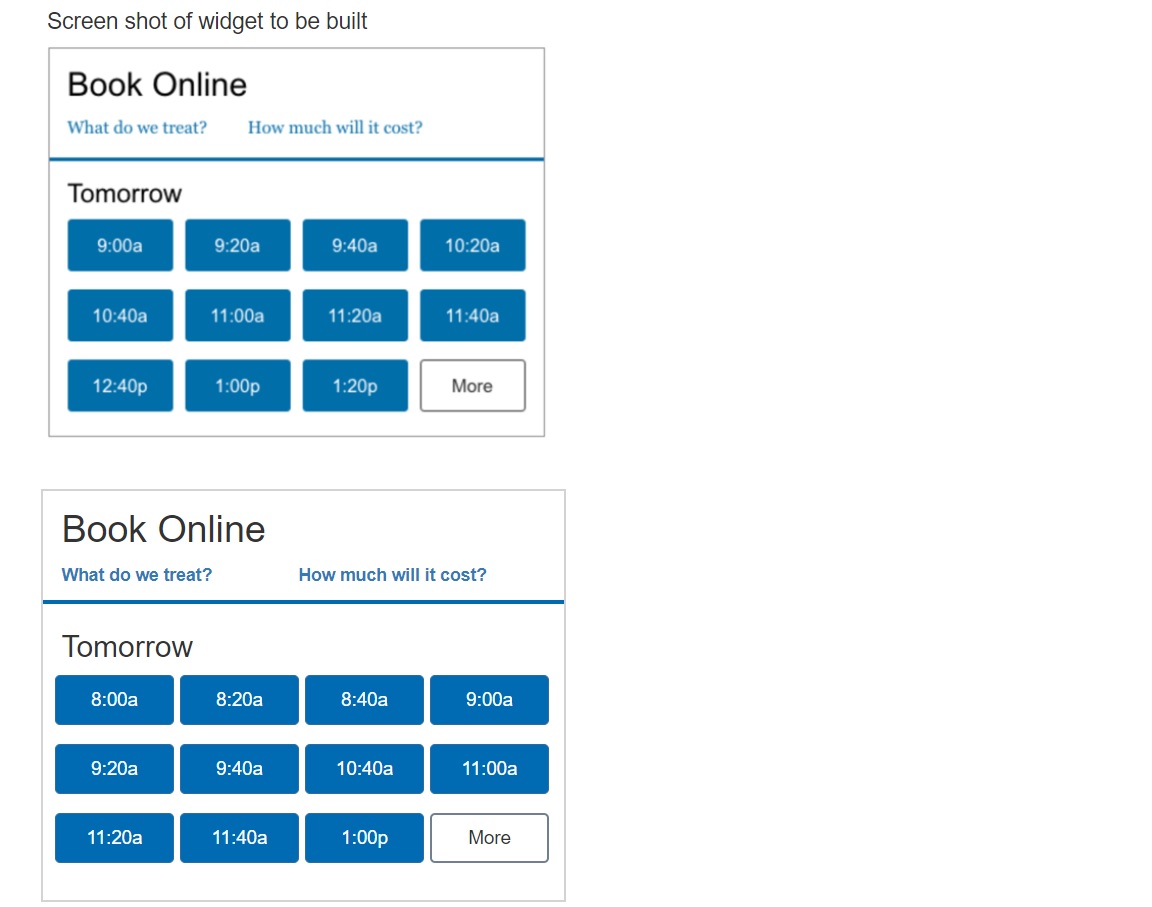 Screen shot of widget to be built
Book Online
What do we treat? How much will it cost?
Tomorrow
9:00a 9:20a 9:40a 10:20a
10:40a 11:00a 11:20a 11:40a
12:40p 1:00p 1:20p More
Book Online
What do we treat? How much will it cost?
Tomorrow
8:00a 8:20a 8:40a 9:00a
9:20a 9:40a 10:40a 11:00a
11:20a 11:40a 1:00p More